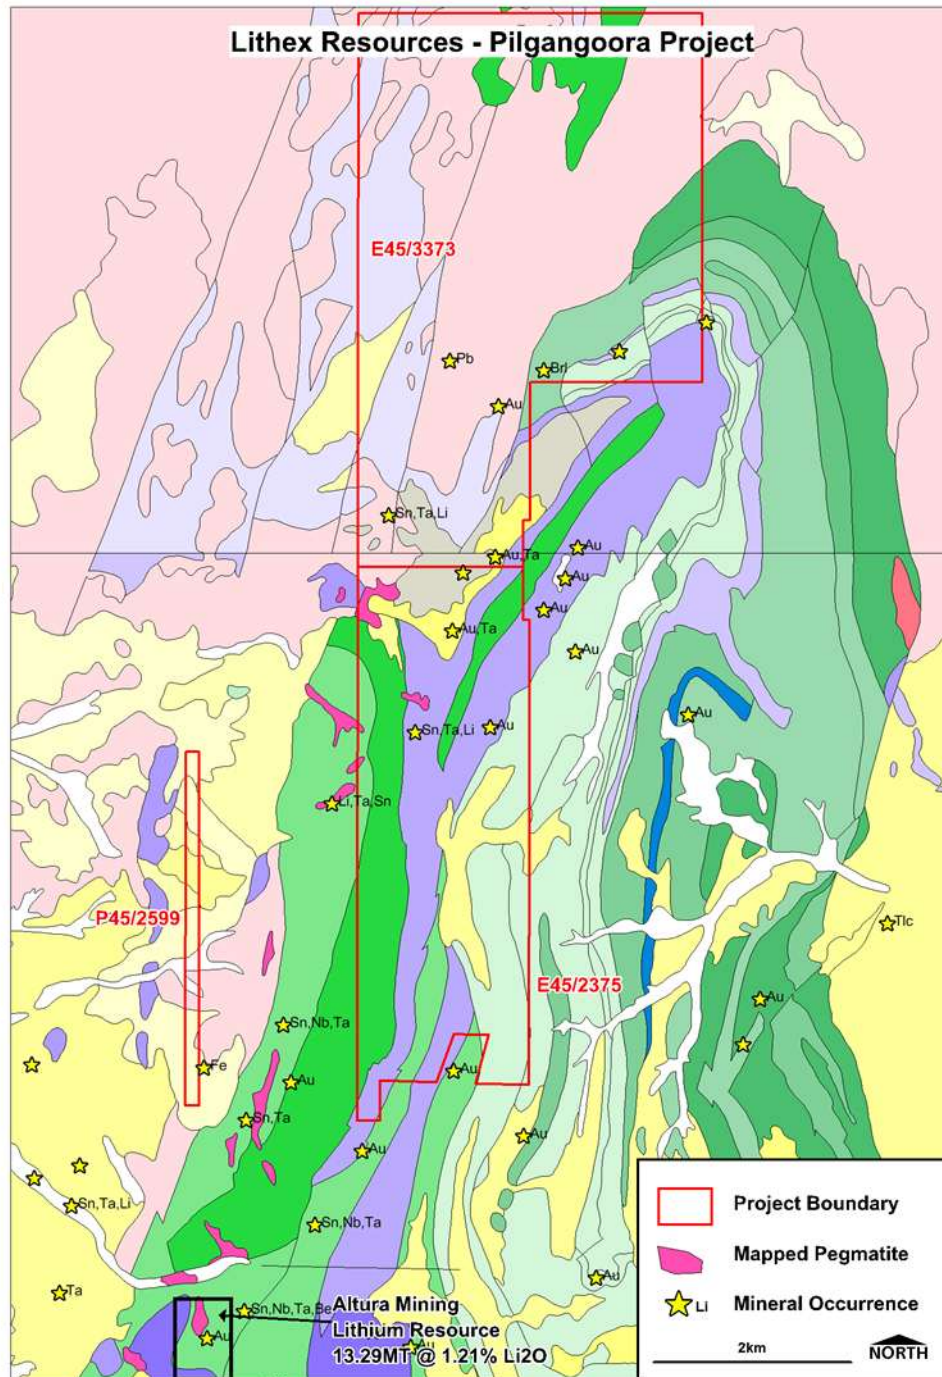 Lithex Resources - Pilgangoora Project
E45/3373
Pb
Brl
Au
Sn,Ta,Li
Au,Ta
Au
Au
Au
Au,Ta
Au
Au
Sn,Ta,Li
Au
Li,Ta,Sn
P45/2599
Tlc
E45/2375
Au
Sn,Nb,Ta
Fe
Au
Au
Sn,Ta
Au
Au
Sn,Ta,Li
Sn,Nb,Ta
Au
Ta
Sn,Nb,Ta,Be
Altura Mining
Lithium Resource
13.29MT @ 1.21% Li2O
Au
Au
Project Boundary
Mapped Pegmatite
Li
Mineral Occurrence
2km
NORTH